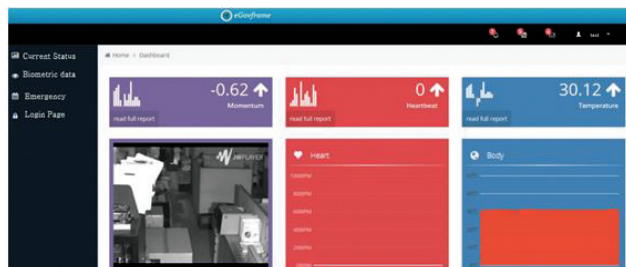 eGovframe
Current Status
Biometric data
Emergency
Login Page
Home > Dashboard
-0.62
Momentum
read full report
0
Heartbeat
read full report
30.12
Temperature
read full report
JWPLAYER
Heart
Body